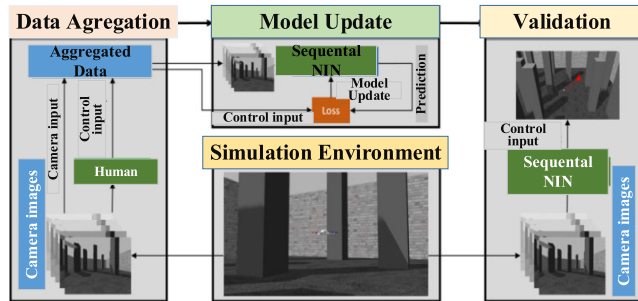 Data Agregation
Model Update
Validation
Aggregated
Data
Camera input
Control
input
Human
Camera images
Sequental
NIN
Model
Update
Prediction
Loss
Control input
Simulation Environment
Control
input
Sequental
NIN
Camera images